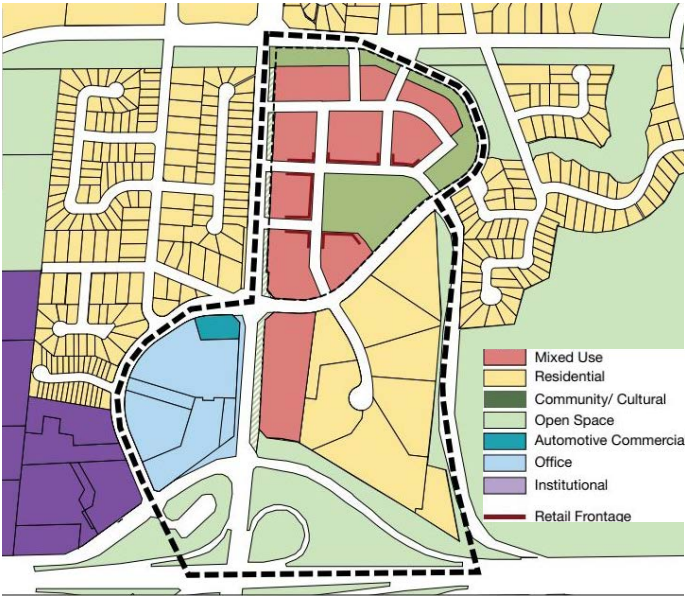 Mixed Use
Residential
Community/ Cultural
Open Space
Automotive Commercia
Office
Institutional
Retail Frontage